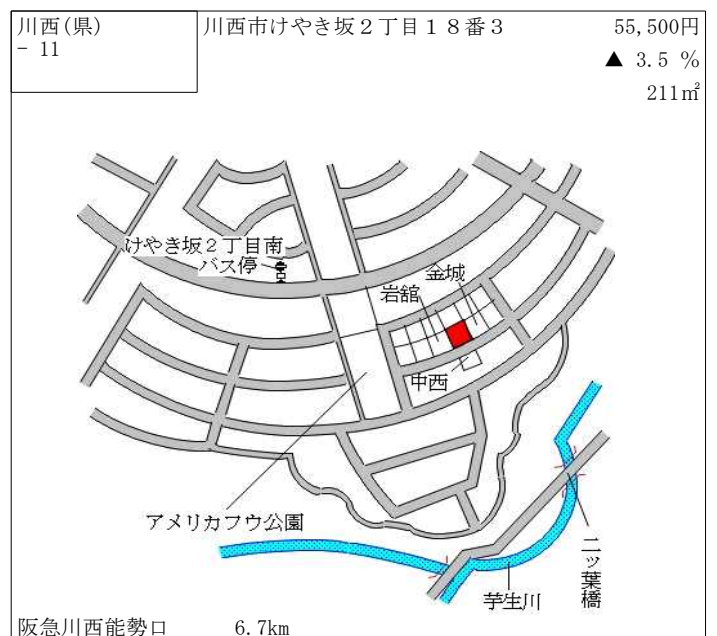 川西(県)
- 11
川西市けやき坂２丁目１８番３
55,500円
▲ 3.5 %
211㎡
けやき坂２丁目南
バス停
金城
岩舘
中西
アメリカフウ公園
二ッ葉橋
芋生川
阪急川西能勢口 6.7km